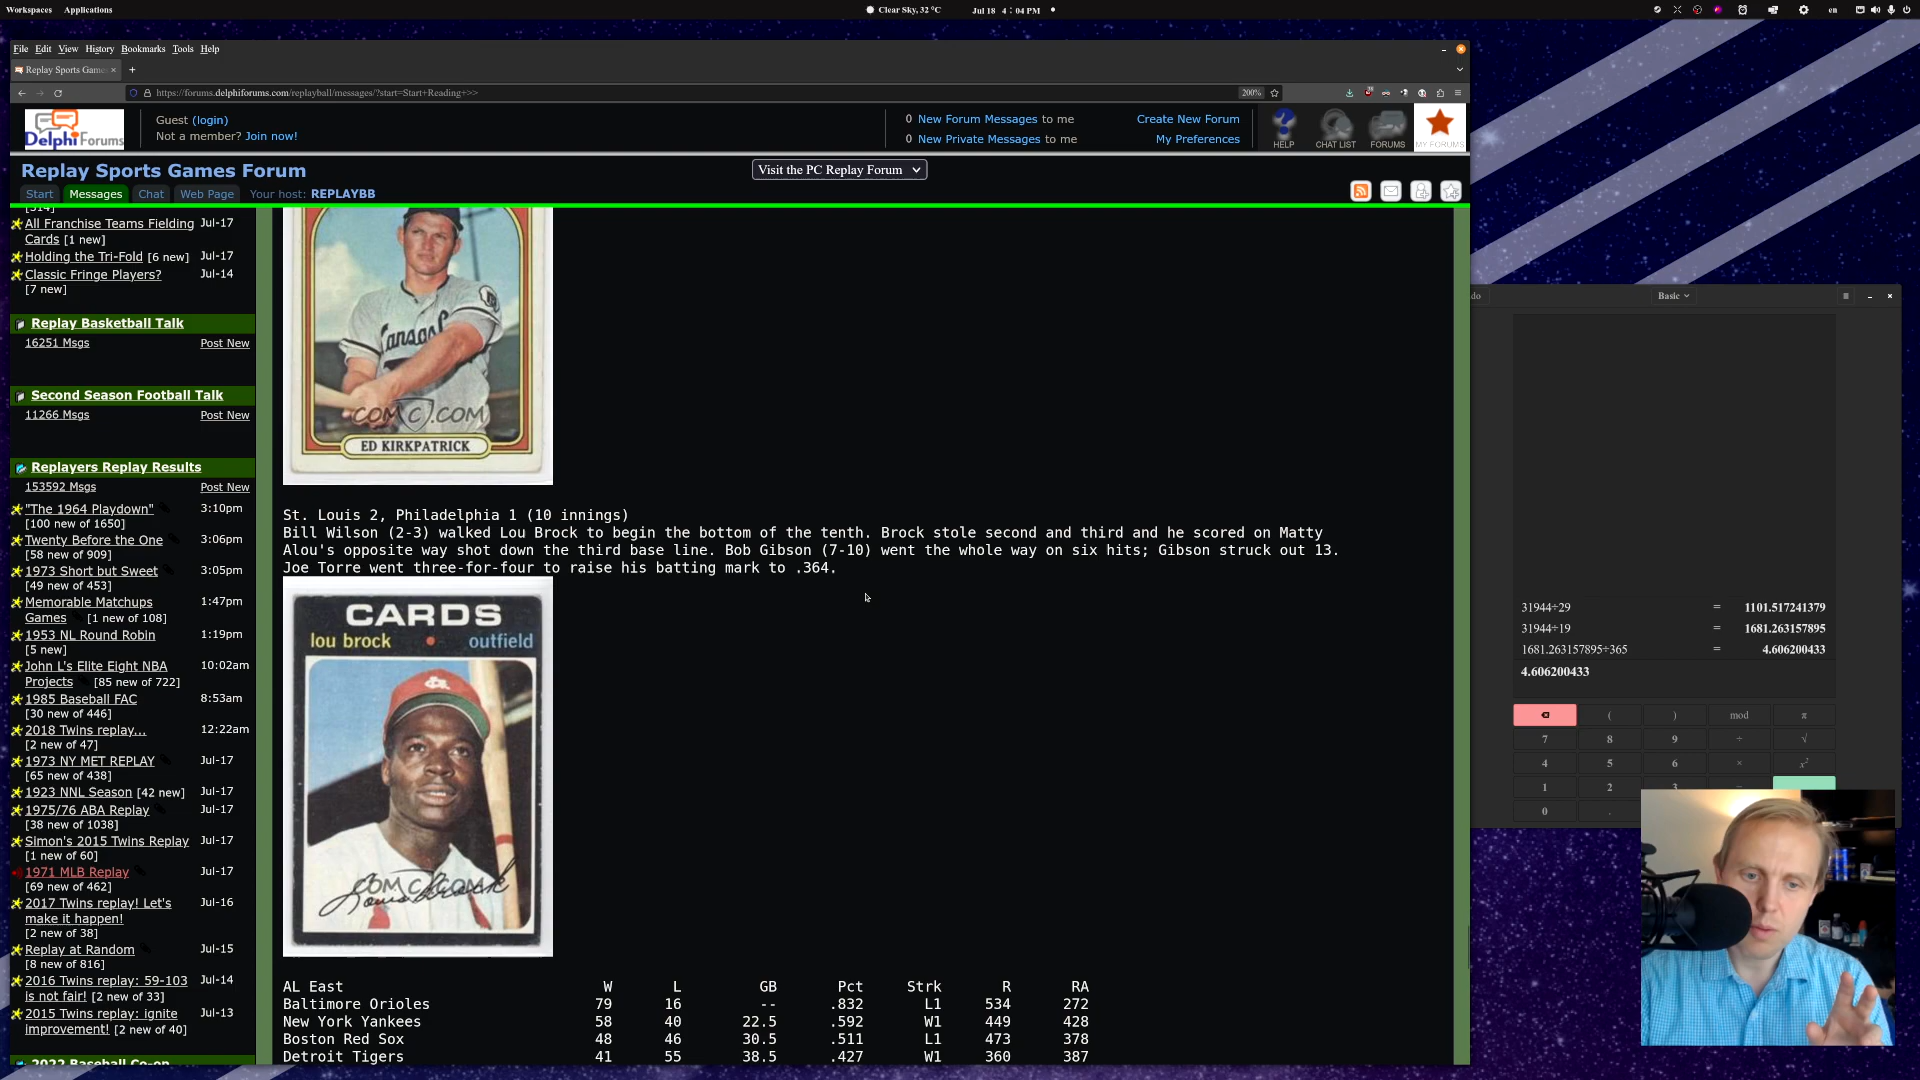 Workspaces Applications
Clear Sky, 32 °C Jul 18 4 : 04 PM
en
File Edit View History Bookmarks Tools Help
Replay Sports Game
https://forums.delphiforums.com/replayball/messages/?start=Start+Reading+>>
200%
Delphi Forums
Guest (login)
Not a member? Join now!
0 New Forum Messages to me
0 New Private Messages to me
Create New Forum
My Preferences
HELP
CHAT LIST
FORUMS
MY FORUMS
Replay Sports Games Forum
Visit the PC Replay Forum
Start Messages Chat Web Page Your host: REPLAYBB
[314]
All Franchise Teams Fielding Jul-17
Cards [1 new]
Holding the Tri-Fold [6 new] Jul-17
Classic Fringe Players? Jul-14
[7 new]
Replay Basketball Talk
16251 Msgs Post New
Second Season Football Talk
11266 Msgs Post New
Replayers Replay Results
153592 Msgs Post New
"The 1964 Playdown" 3:10pm
[100 new of 1650]
Twenty Before the One 3:06pm
[58 new of 909]
1973 Short but Sweet 3:05pm
[49 new of 453]
Memorable Matchups 1:47pm
Games [1 new of 108]
1953 NL Round Robin 1:19pm
[5 new]
John L's Elite Eight NBA 10:02am
Projects [85 new of 722]
1985 Baseball FAC 8:53am
[30 new of 446]
2018 Twins replay... 12:22am
[2 new of 47]
1973 NY MET REPLAY Jul-17
[65 new of 438]
1923 NNL Season [42 new] Jul-17
1975/76 ABA Replay Jul-17
[38 new of 1038]
Simon's 2015 Twins Replay Jul-17
[1 new of 60]
1971 MLB Replay Jul-17
[69 new of 462]
2017 Twins replay! Let's Jul-16
make it happen!
[2 new of 38]
Replay at Random Jul-15
[8 new of 816]
2016 Twins replay: 59-103 Jul-14
is not fair! [2 new of 33]
2015 Twins replay: ignite Jul-13
improvement! [2 new of 40]
2022 Baseball Co-op
Kansas
COMC.COM
ED KIRKPATRICK
St. Louis 2, Philadelphia 1 (10 innings)
Bill Wilson (2-3) walked Lou Brock to begin the bottom of the tenth. Brock stole second and third and he scored on Matty
Alou's opposite way shot down the third base line. Bob Gibson (7-10) went the whole way on six hits; Gibson struck out 13.
Joe Torre went three-for-four to raise his batting mark to .364.
CARDS
lou brock • outfield
AL East W L GB Pct Strk R RA
Baltimore Orioles 79 16 -- .832 L1 534 272
New York Yankees 58 40 22.5 .592 W1 449 428
Boston Red Sox 48 46 30.5 .511 L1 473 378
Detroit Tigers 41 55 38.5 .427 W1 360 387
do Basic
31944÷29 = 1101.517241379
31944÷19 = 1681.263157895
1681.263157895÷365 = 4.606200433
4.606200433
( ) mod π
7 8 9 ÷ √
4 5 6 × x²
1 2 3 −
0 .